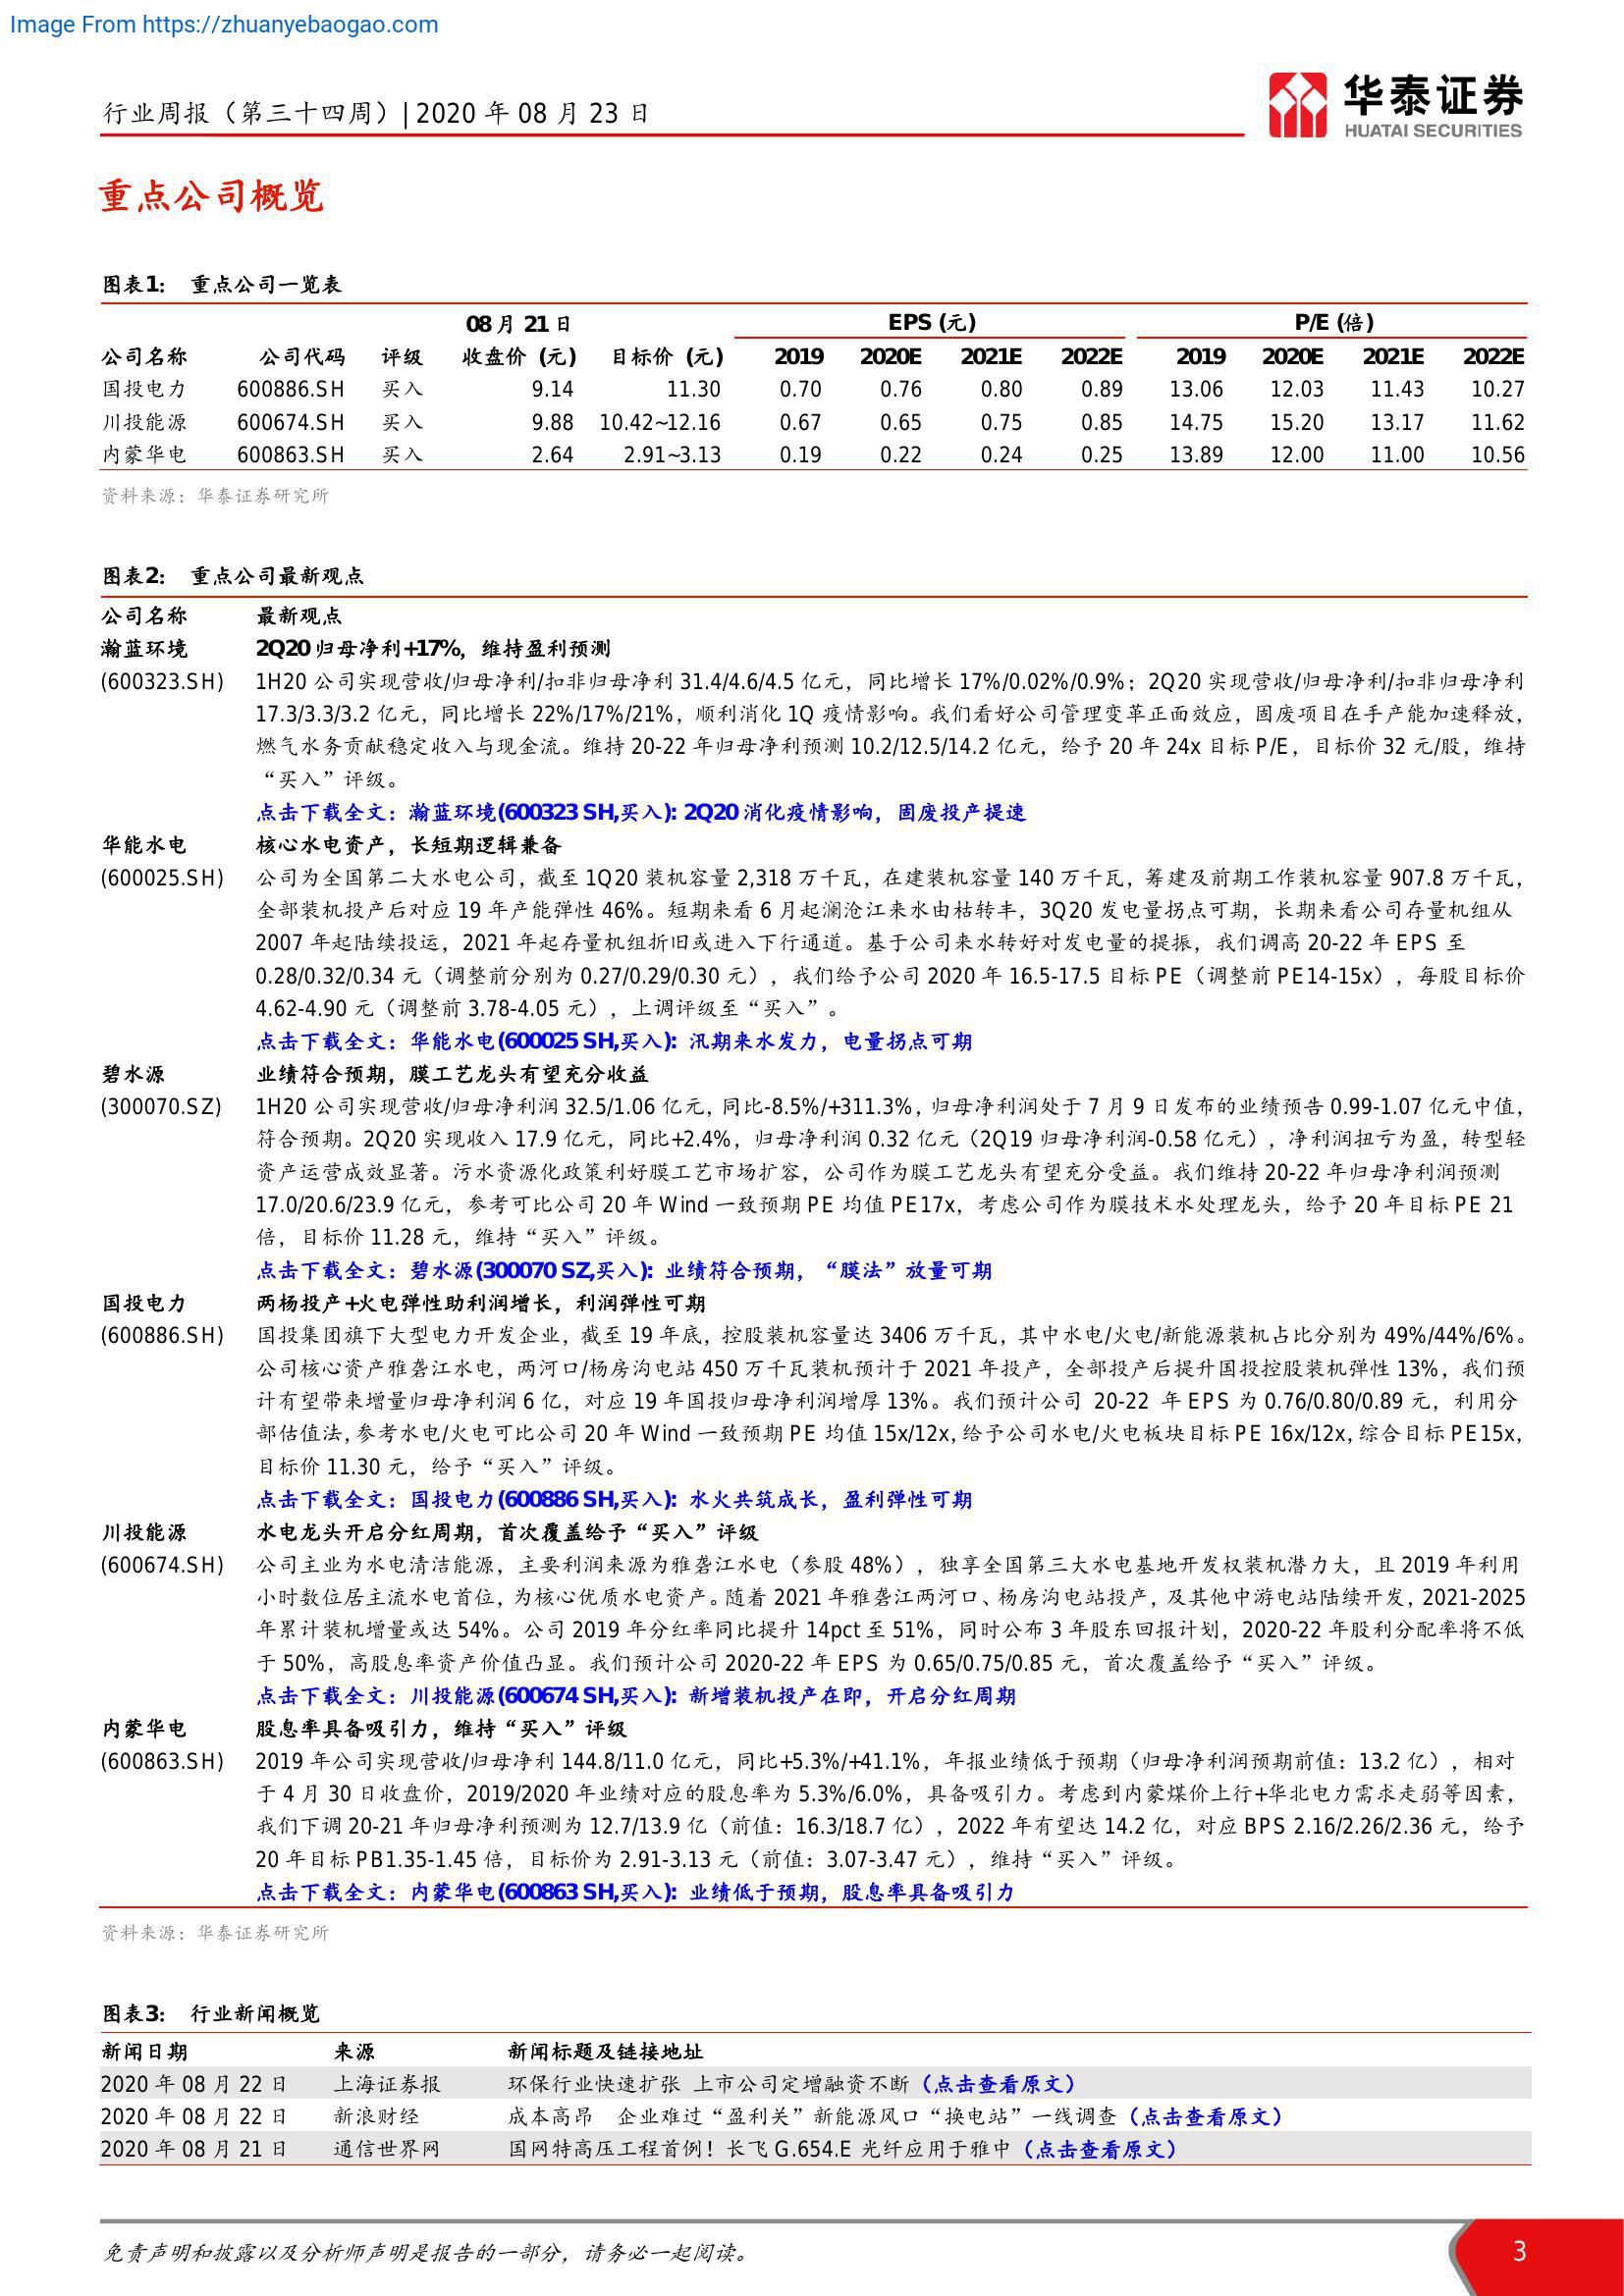 Image From https://zhuanyebaogao.com
行业周报（第三十四周）|2020 年 08 月 23 日
华泰证券
HUATAI SECURITIES
重点公司概览
图表1： 重点公司一览表
08 月 21 日 EPS (元) P/E (倍)
公司名称 公司代码 评级 收盘价 (元) 目标价 (元) 2019 2020E 2021E 2022E 2019 2020E 2021E 2022E
国投电力 600886.SH 买入 9.14 11.30 0.70 0.76 0.80 0.89 13.06 12.03 11.43 10.27
川投能源 600674.SH 买入 9.88 10.42~12.16 0.67 0.65 0.75 0.85 14.75 15.20 13.17 11.62
内蒙华电 600863.SH 买入 2.64 2.91~3.13 0.19 0.22 0.24 0.25 13.89 12.00 11.00 10.56
资料来源：华泰证券研究所
图表2： 重点公司最新观点
公司名称 最新观点
瀚蓝环境 2Q20 归母净利+17%，维持盈利预测
(600323.SH) 1H20 公司实现营收/归母净利/扣非归母净利 31.4/4.6/4.5 亿元，同比增长 17%/0.02%/0.9%；2Q20 实现营收/归母净利/扣非归母净利
17.3/3.3/3.2 亿元，同比增长 22%/17%/21%，顺利消化 1Q 疫情影响。我们看好公司管理变革正面效应，固废项目在手产能加速释放，
燃气水务贡献稳定收入与现金流。维持 20-22 年归母净利预测 10.2/12.5/14.2 亿元，给予 20 年 24x 目标 P/E，目标价 32 元/股，维持
“买入”评级。
点击下载全文：瀚蓝环境(600323 SH,买入): 2Q20 消化疫情影响，固废投产提速
华能水电 核心水电资产，长短期逻辑兼备
(600025.SH) 公司为全国第二大水电公司，截至 1Q20 装机容量 2,318 万千瓦，在建装机容量 140 万千瓦，筹建及前期工作装机容量 907.8 万千瓦，
全部装机投产后对应 19 年产能弹性 46%。短期来看 6 月起澜沧江来水由枯转丰，3Q20 发电量拐点可期，长期来看公司存量机组从
2007 年起陆续投运，2021 年起存量机组折旧或进入下行通道。基于公司来水转好对发电量的提振，我们调高 20-22 年 EPS 至
0.28/0.32/0.34 元（调整前分别为 0.27/0.29/0.30 元），我们给予公司 2020 年 16.5-17.5 目标 PE（调整前 PE14-15x），每股目标价
4.62-4.90 元（调整前 3.78-4.05 元），上调评级至“买入”。
点击下载全文：华能水电(600025 SH,买入): 汛期来水发力，电量拐点可期
碧水源 业绩符合预期，膜工艺龙头有望充分收益
(300070.SZ) 1H20 公司实现营收/归母净利润 32.5/1.06 亿元，同比-8.5%/+311.3%，归母净利润处于 7 月 9 日发布的业绩预告 0.99-1.07 亿元中值，
符合预期。2Q20 实现收入 17.9 亿元，同比+2.4%，归母净利润 0.32 亿元（2Q19 归母净利润-0.58 亿元），净利润扭亏为盈，转型轻
资产运营成效显著。污水资源化政策利好膜工艺市场扩容，公司作为膜工艺龙头有望充分受益。我们维持 20-22 年归母净利润预测
17.0/20.6/23.9 亿元，参考可比公司 20 年 Wind 一致预期 PE 均值 PE17x，考虑公司作为膜技术水处理龙头，给予 20 年目标 PE 21
倍，目标价 11.28 元，维持“买入”评级。
点击下载全文：碧水源(300070 SZ,买入): 业绩符合预期，“膜法”放量可期
国投电力 两杨投产+火电弹性助利润增长，利润弹性可期
(600886.SH) 国投集团旗下大型电力开发企业，截至 19 年底，控股装机容量达 3406 万千瓦，其中水电/火电/新能源装机占比分别为 49%/44%/6%。
公司核心资产雅砻江水电，两河口/杨房沟电站 450 万千瓦装机预计于 2021 年投产，全部投产后提升国投控股装机弹性 13%，我们预
计有望带来增量归母净利润 6 亿，对应 19 年国投归母净利润增厚 13%。我们预计公司 20-22 年 EPS 为 0.76/0.80/0.89 元，利用分
部估值法，参考水电/火电可比公司 20 年 Wind 一致预期 PE 均值 15x/12x，给予公司水电/火电板块目标 PE 16x/12x，综合目标 PE15x，
目标价 11.30 元，给予“买入”评级。
点击下载全文：国投电力(600886 SH,买入): 水火共筑成长，盈利弹性可期
川投能源 水电龙头开启分红周期，首次覆盖给予“买入”评级
(600674.SH) 公司主业为水电清洁能源，主要利润来源为雅砻江水电（参股 48%），独享全国第三大水电基地开发权装机潜力大，且 2019 年利用
小时数位居主流水电首位，为核心优质水电资产。随着 2021 年雅砻江两河口、杨房沟电站投产，及其他中游电站陆续开发，2021-2025
年累计装机增量或达 54%。公司 2019 年分红率同比提升 14pct 至 51%，同时公布 3 年股东回报计划，2020-22 年股利分配率将不低
于 50%，高股息率资产价值凸显。我们预计公司 2020-22 年 EPS 为 0.65/0.75/0.85 元，首次覆盖给予“买入”评级。
点击下载全文：川投能源(600674 SH,买入): 新增装机投产在即，开启分红周期
内蒙华电 股息率具备吸引力，维持“买入”评级
(600863.SH) 2019 年公司实现营收/归母净利 144.8/11.0 亿元，同比+5.3%/+41.1%，年报业绩低于预期（归母净利润预期前值：13.2 亿），相对
于 4 月 30 日收盘价，2019/2020 年业绩对应的股息率为 5.3%/6.0%，具备吸引力。考虑到内蒙煤价上行+华北电力需求走弱等因素，
我们下调 20-21 年归母净利预测为 12.7/13.9 亿（前值：16.3/18.7 亿），2022 年有望达 14.2 亿，对应 BPS 2.16/2.26/2.36 元，给予
20 年目标 PB1.35-1.45 倍，目标价为 2.91-3.13 元（前值：3.07-3.47 元），维持“买入”评级。
点击下载全文：内蒙华电(600863 SH,买入): 业绩低于预期，股息率具备吸引力
资料来源：华泰证券研究所
图表3： 行业新闻概览
新闻日期 来源 新闻标题及链接地址
2020 年 08 月 22 日 上海证券报 环保行业快速扩张 上市公司定增融资不断（点击查看原文）
2020 年 08 月 22 日 新浪财经 成本高昂 企业难过“盈利关”新能源风口“换电站”一线调查（点击查看原文）
2020 年 08 月 21 日 通信世界网 国网特高压工程首例！长飞 G.654.E 光纤应用于雅中（点击查看原文）
免责声明和披露以及分析师声明是报告的一部分，请务必一起阅读。 3